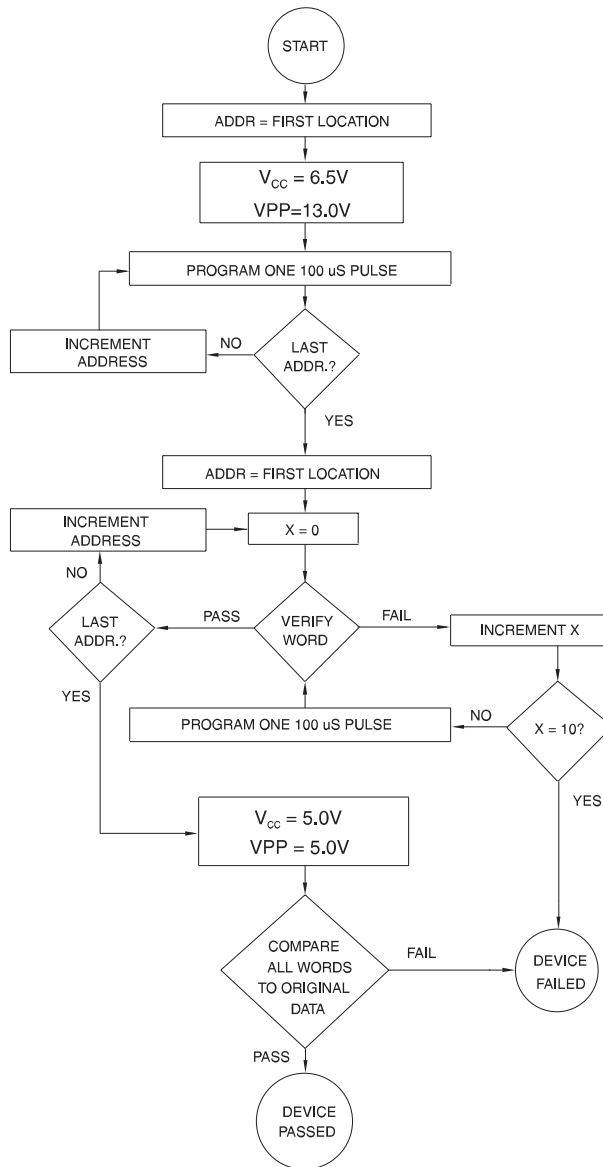 START
ADDR = FIRST LOCATION
VCC = 6.5V
VPP=13.0V
PROGRAM ONE 100 uS PULSE
INCREMENT
ADDRESS
NO
LAST
ADDR.?
YES
ADDR = FIRST LOCATION
INCREMENT
ADDRESS
X = 0
NO
LAST
ADDR.?
PASS
VERIFY
WORD
FAIL
INCREMENT X
YES
PROGRAM ONE 100 uS PULSE
NO
X = 10?
YES
VCC = 5.0V
VPP = 5.0V
COMPARE
ALL WORDS
TO ORIGINAL
DATA
FAIL
DEVICE
FAILED
PASS
DEVICE
PASSED